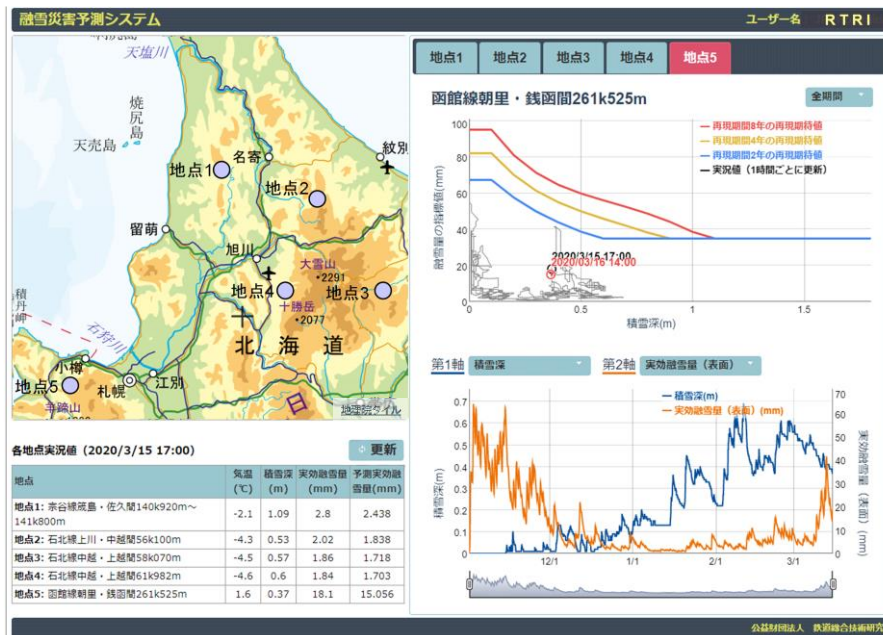 融雪災害予測システム
ユーザー名 RTRI
天塩川
焼尻島
天売島
名寄
紋別
地点1
地点2
留萌
旭川
大雪山
・2291
地点4
地点3
十勝岳
・2077
積丹岬
石狩川
北海道
小樽
地点5
札幌
江別
羊蹄山
地理院タイル
各地点実況値（2020/3/15 17:00）
更新
地点 気温(℃) 積雪深(m) 実効融雪量(mm) 予測実効融雪量(mm)
地点1: 宗谷線筬島・佐久間140k920m～141k800m -2.1 1.09 2.8 2.438
地点2: 石北線上川・中越間56k100m -4.3 0.53 2.02 1.838
地点3: 石北線中越・上越間58k070m -4.5 0.57 1.86 1.718
地点4: 石北線中越・上越間61k982m -4.6 0.6 1.84 1.703
地点5: 函館線朝里・銭函間261k525m 1.6 0.37 18.1 15.056
地点1 地点2 地点3 地点4 地点5
函館線朝里・銭函間261k525m
全期間
再現期間8年の再現期待値
再現期間4年の再現期待値
再現期間2年の再現期待値
実況値（1時間ごとに更新）
融雪量の指標値(mm)
100
80
60
40
20
0
2020/3/15 17:00
2020/03/16 14:00
0 0.5 1 1.5
積雪深(m)
第1軸 積雪深 第2軸 実効融雪量（表面）
積雪深(m)
実効融雪量（表面）(mm)
積雪深(m)
0.7
0.6
0.5
0.4
0.3
0.2
0.1
0
70
60
50
40
30
20
10
0
実効融雪量（表面）(mm)
12/1 1/1 2/1 3/1
公益財団法人 鉄道総合技術研究